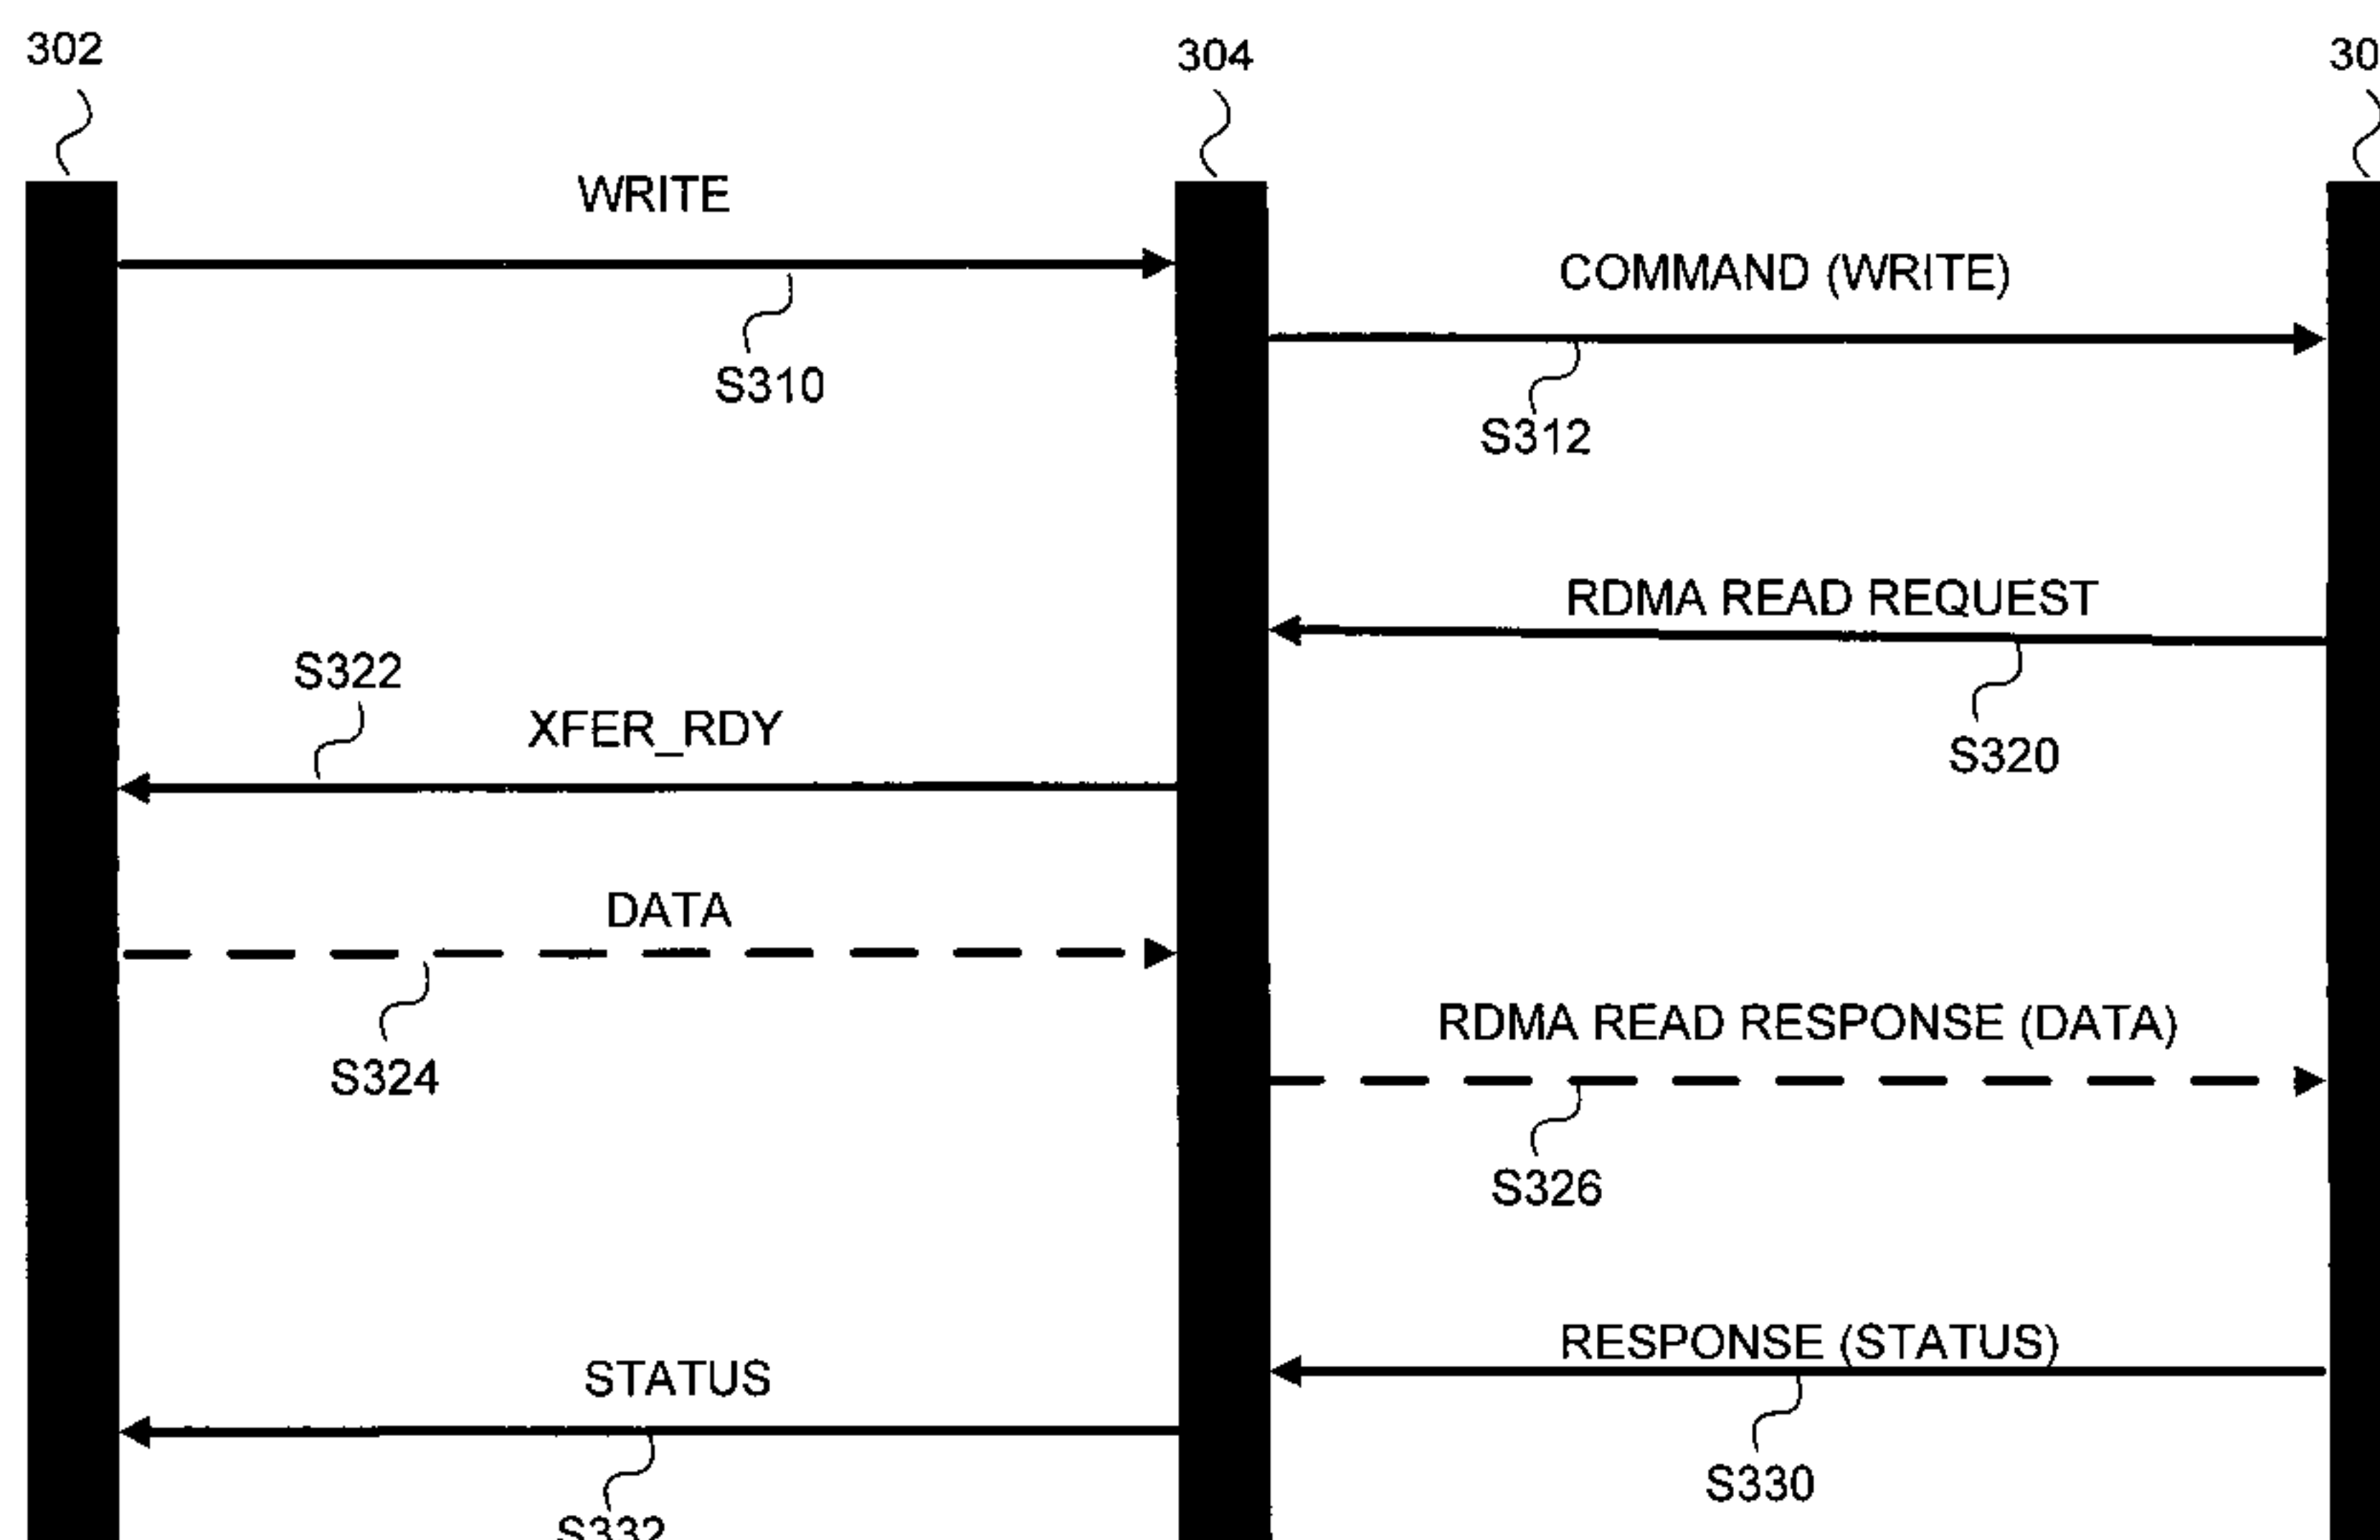 302
304
WRITE
COMMAND (WRITE)
S310
S312
RDMA READ REQUEST
S322
XFER_RDY
S320
DATA
RDMA READ RESPONSE (DATA)
S324
S326
RESPONSE (STATUS)
STATUS
S330
S332